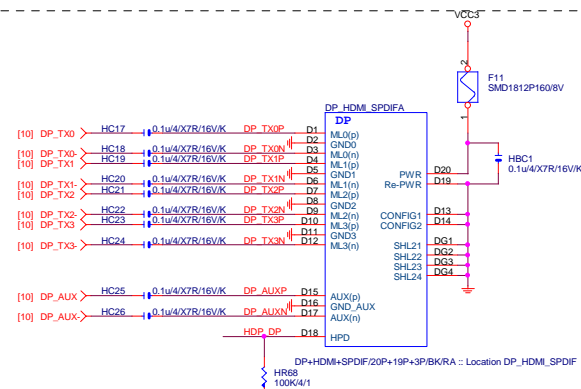 VCC3
2
F11
SMD1812P160/8V
1
DP_HDMI_SPDIFA
DP
[10] DP_TX0 HC17 0.1u/4/X7R/16V/K DP_TX0P D1 ML0(p)
D2 GND0
[10] DP_TX0- HC18 0.1u/4/X7R/16V/K DP_TX0N D3 ML0(n)
[10] DP_TX1 HC19 0.1u/4/X7R/16V/K DP_TX1P D4 ML1(p)
D5 GND1
[10] DP_TX1- HC20 0.1u/4/X7R/16V/K DP_TX1N D6 ML1(n)
[10] DP_TX2 HC21 0.1u/4/X7R/16V/K DP_TX2P D7 ML2(p)
D8 GND2
[10] DP_TX2- HC22 0.1u/4/X7R/16V/K DP_TX2N D9 ML2(n)
[10] DP_TX3 HC23 0.1u/4/X7R/16V/K DP_TX3P D10 ML3(p)
D11 GND3
[10] DP_TX3- HC24 0.1u/4/X7R/16V/K DP_TX3N D12 ML3(n)
[10] DP_AUX HC25 0.1u/4/X7R/16V/K DP_AUXP D15 AUX(p)
D16 GND_AUX
[10] DP_AUX- HC26 0.1u/4/X7R/16V/K DP_AUXN D17 AUX(n)
HDP_DP D18 HPD
PWR D20
Re-PWR D19
CONFIG1 D13
CONFIG2 D14
SHL21 DG1
SHL22 DG2
SHL23 DG3
SHL24 DG4
HBC1
0.1u/4/X7R/16V/K
HR68
100K/4/1
DP+HDMI+SPDIF/20P+19P+3P/BK/RA :: Location DP_HDMI_SPDIF